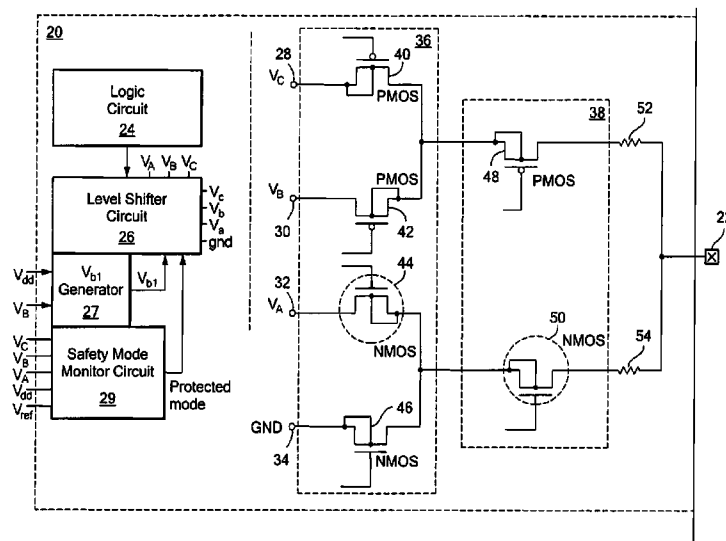 20
Logic
Circuit
24
VA VB VC
Level Shifter
Circuit
26
Vc
Vb
Va
gnd
Vdd
VB
Vb1
Generator
27
Vb1
VC
VB
VA
Vdd
Vref
Safety Mode
Monitor Circuit
29
Protected
mode
36
28
VC
40
PMOS
PMOS
VB
30
42
44
32
VA
NMOS
46
GND
34
NMOS
38
48
PMOS
50
NMOS
52
54